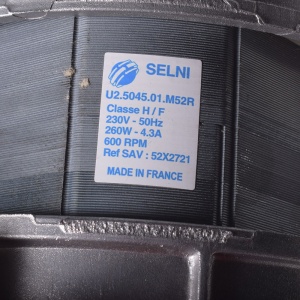 SELNI
U2.5045.01.M52R
Classe H / F
230V - 50Hz
260W - 4.3A
600 RPM
Ref SAV : 52X2721
MADE IN FRANCE